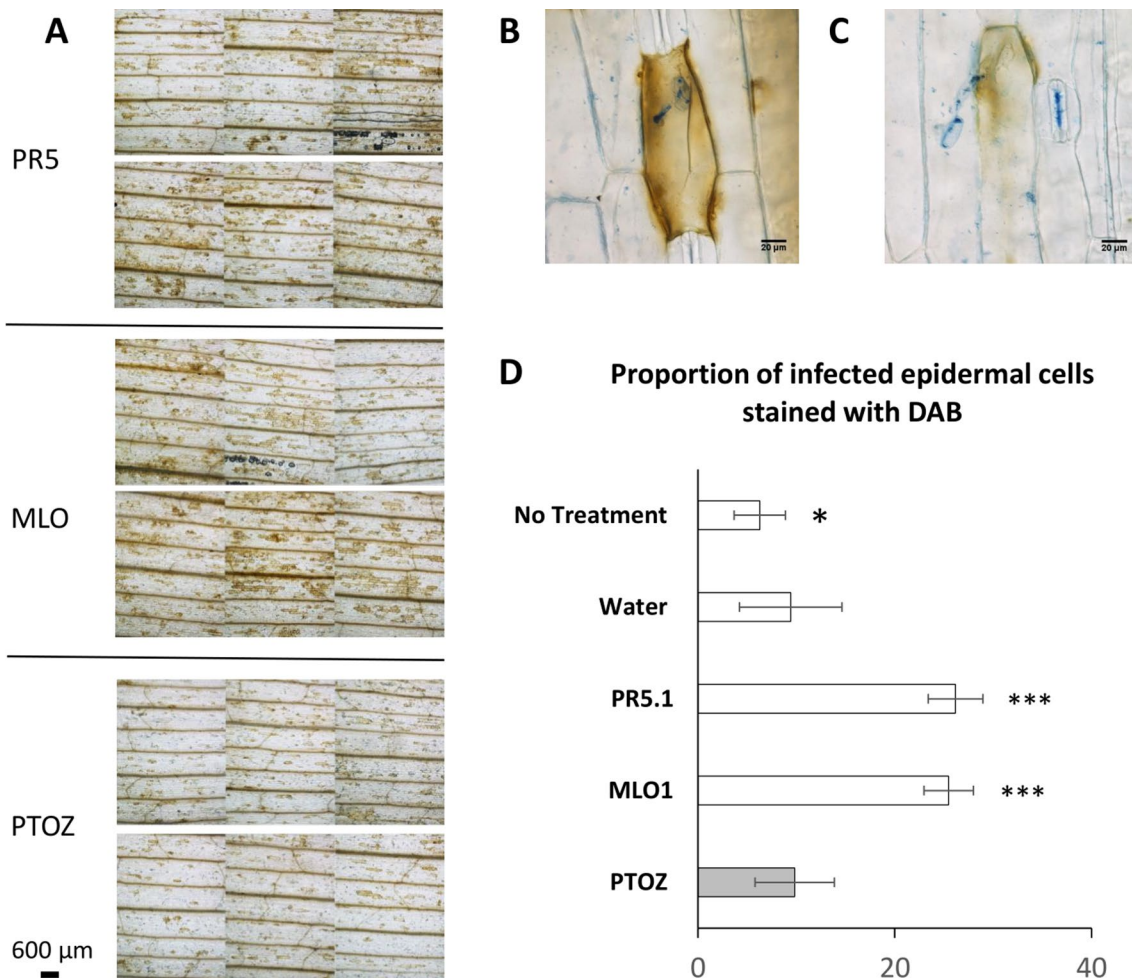 A
PR5
MLO
PTOZ
600 µm
B
20 µm
C
20 µm
D
Proportion of infected epidermal cells
stained with DAB
No Treatment
*
Water
PR5.1
***
MLO1
***
PTOZ
0
20
40